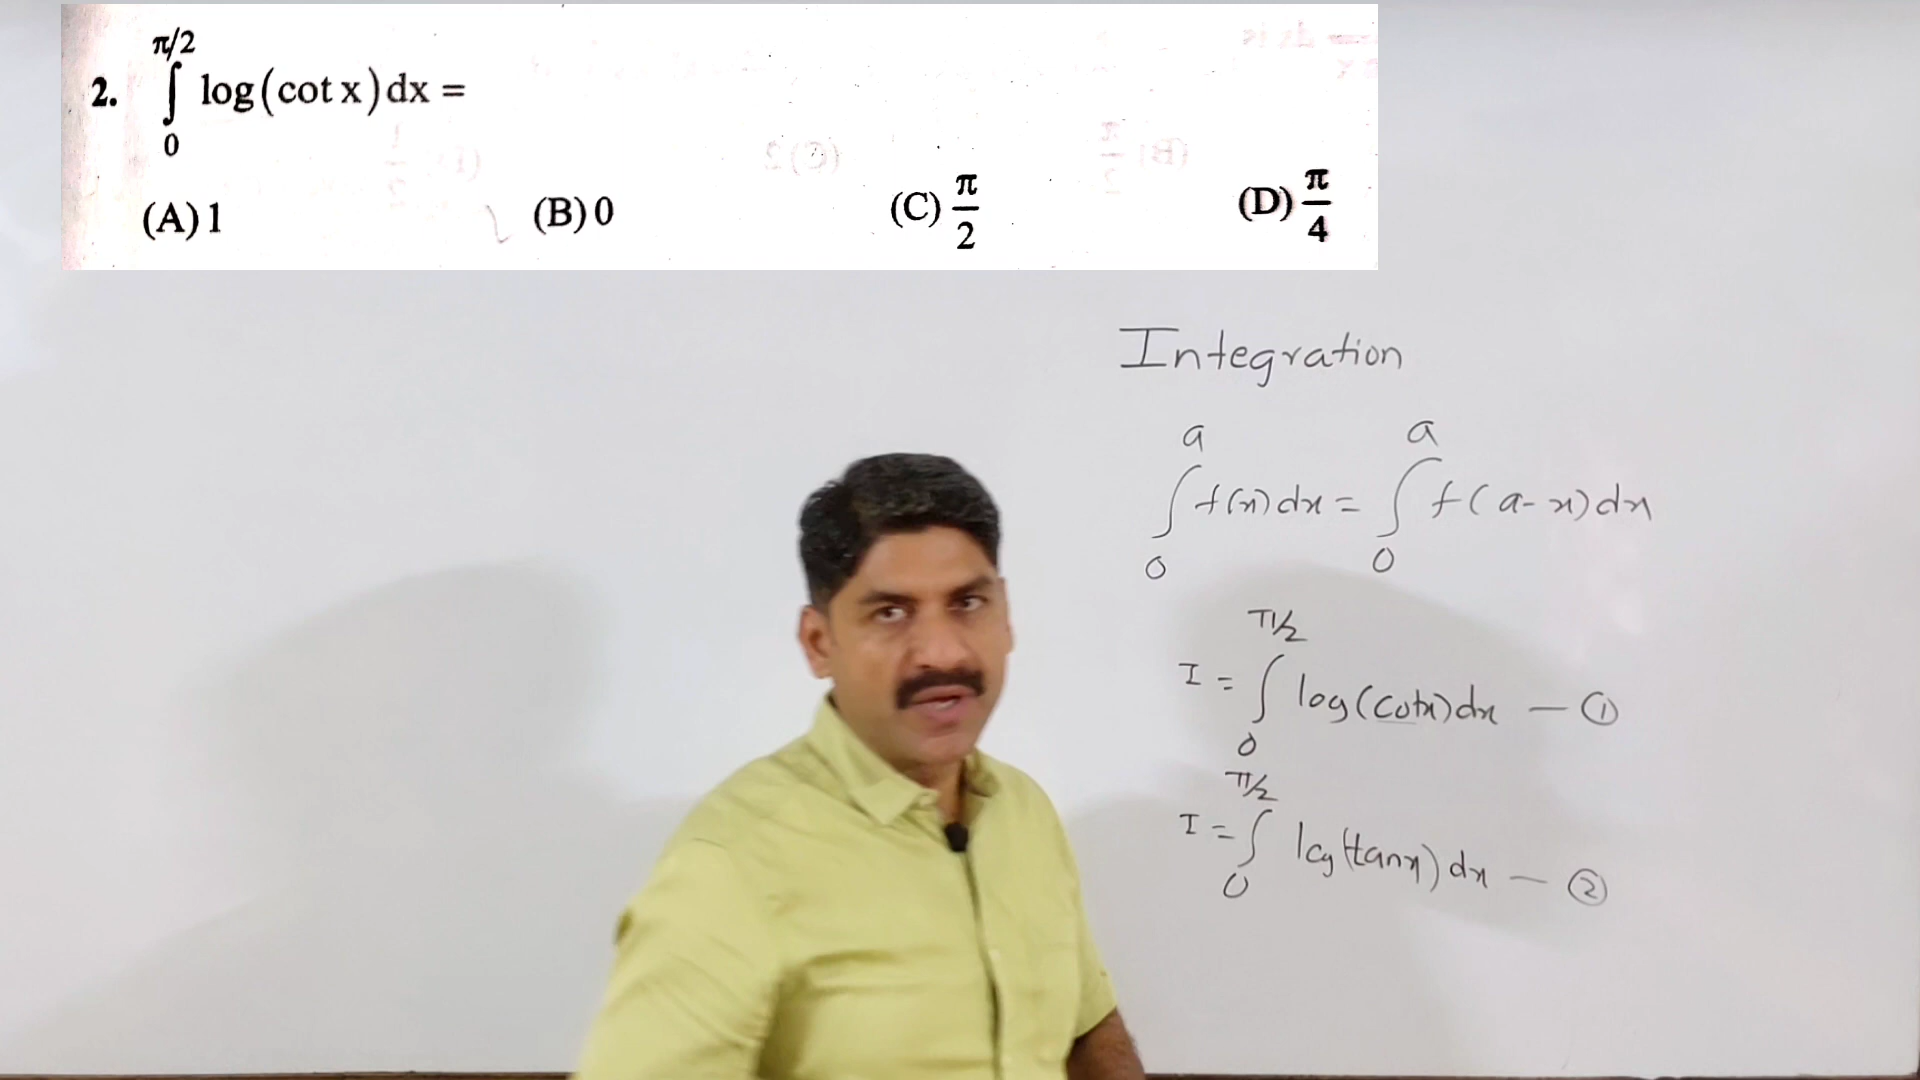 2. π/2 ∫ 0 log(cot x)dx =
(A) 1 (B) 0 (C) π/2 (D) π/4
Integration
a ∫ 0 f(x)dx = a ∫ 0 f(a-x)dx
I = π/2 ∫ 0 log(cotx)dx — ①
I = π/2 ∫ 0 log(tanx)dx — ②